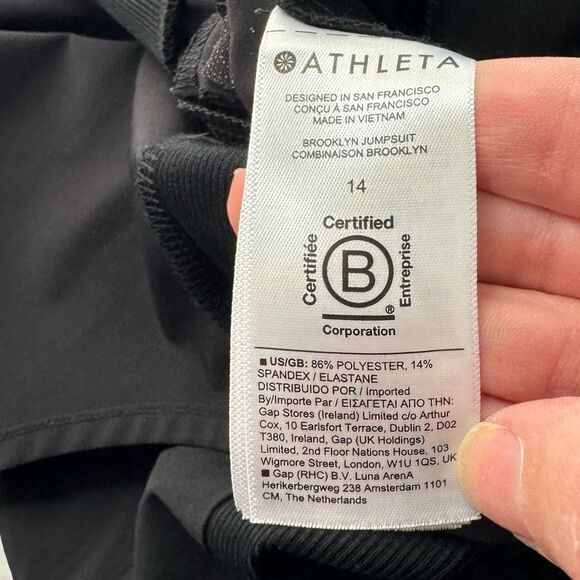 ATHLETA
DESIGNED IN SAN FRANCISCO
CONÇU À SAN FRANCISCO
MADE IN VIETNAM
BROOKLYN JUMPSUIT
COMBINAISON BROOKLYN
14
Certified
Certifiée
B
Entreprise
®
Corporation
■ US/GB: 86% POLYESTER, 14%
SPANDEX / ELASTANE
DISTRIBUIDO POR / Imported
By/Importe Par / ΕΙΣΑΓΕΤΑΙ ΑΠΟ ΤΗΝ:
Gap Stores (Ireland) Limited c/o Arthur
Cox, 10 Earlsfort Terrace, Dublin 2, D02
T380, Ireland, Gap (UK Holdings)
Limited, 2nd Floor Nations House, 103
Wigmore Street, London, W1U 1QS, UK
■ Gap (RHC) B.V. Luna ArenA
Herikerbergweg 238 Amsterdam 1101
CM, The Netherlands